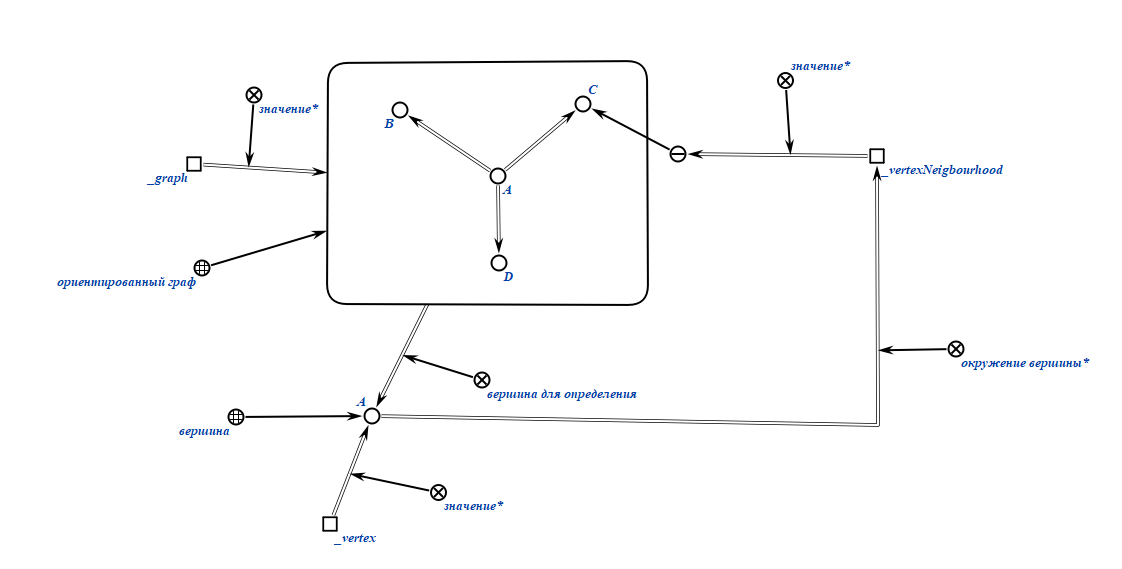 значение*
значение*
C
B
_graph
_vertexNeigbourhood
A
D
ориентированный граф
окружение вершины*
вершина для определения
A
вершина
значение*
_vertex